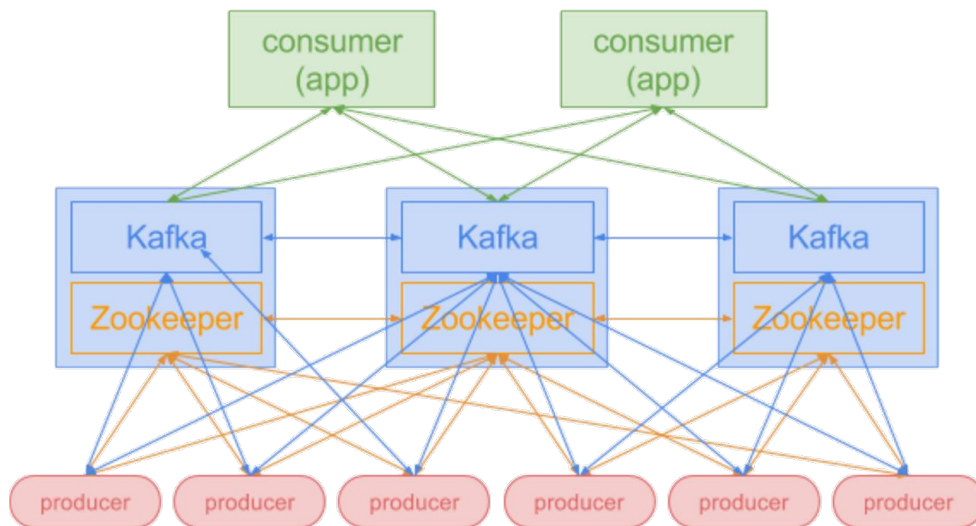 consumer
(app)
consumer
(app)
Kafka
Kafka
Kafka
Zookeeper
Zookeeper
Zookeeper
producer
producer
producer
producer
producer
producer